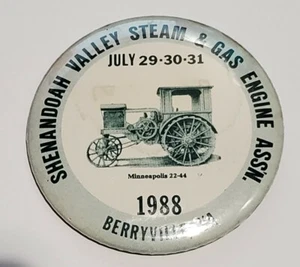 SHENANDOAH VALLEY STEAM & GAS ENGINE ASSN.
JULY 29·30·31
Minneapolis 22-44
1988
BERRYVILLE, VA